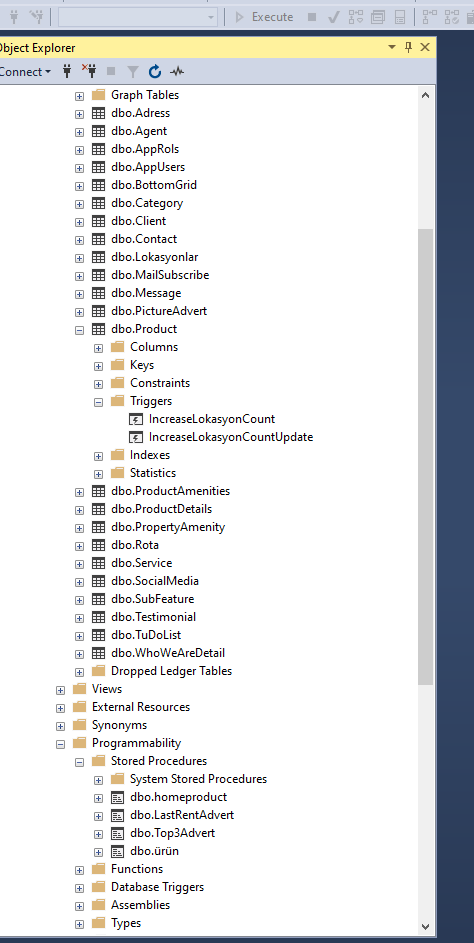 Execute
Object Explorer
Connect
Graph Tables
dbo.Adress
dbo.Agent
dbo.AppRols
dbo.AppUsers
dbo.BottomGrid
dbo.Category
dbo.Client
dbo.Contact
dbo.Lokasyonlar
dbo.MailSubscribe
dbo.Message
dbo.PictureAdvert
dbo.Product
Columns
Keys
Constraints
Triggers
IncreaseLokasyonCount
IncreaseLokasyonCountUpdate
Indexes
Statistics
dbo.ProductAmenities
dbo.ProductDetails
dbo.PropertyAmenity
dbo.Rota
dbo.Service
dbo.SocialMedia
dbo.SubFeature
dbo.Testimonial
dbo.TuDoList
dbo.WhoWeAreDetail
Dropped Ledger Tables
Views
External Resources
Synonyms
Programmability
Stored Procedures
System Stored Procedures
dbo.homeproduct
dbo.LastRentAdvert
dbo.Top3Advert
dbo.ürün
Functions
Database Triggers
Assemblies
Types